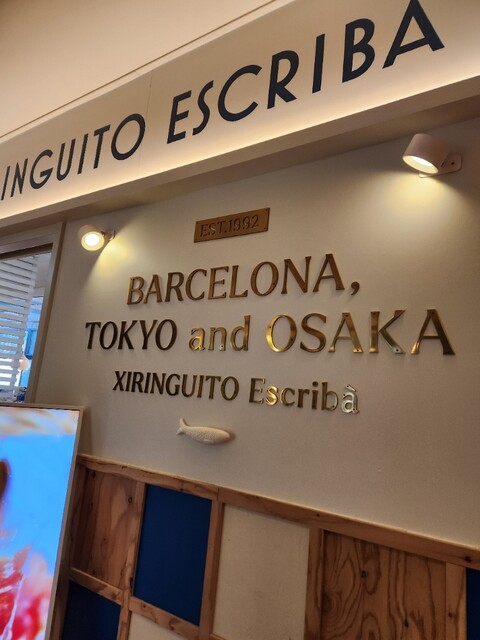 INGUITO ESCRIBA
EST.1992
BARCELONA,
TOKYO and OSAKA
XIRINGUITO Escribà